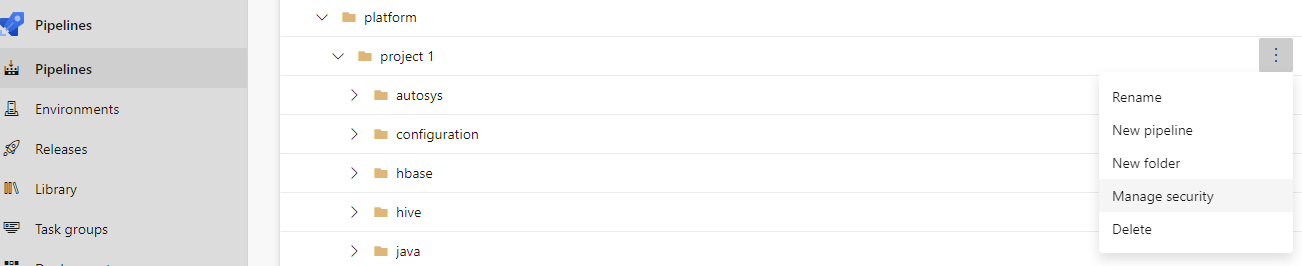 Pipelines
Pipelines
Environments
Releases
Library
Task groups
platform
project 1
autosys
configuration
hbase
hive
java
Rename
New pipeline
New folder
Manage security
Delete